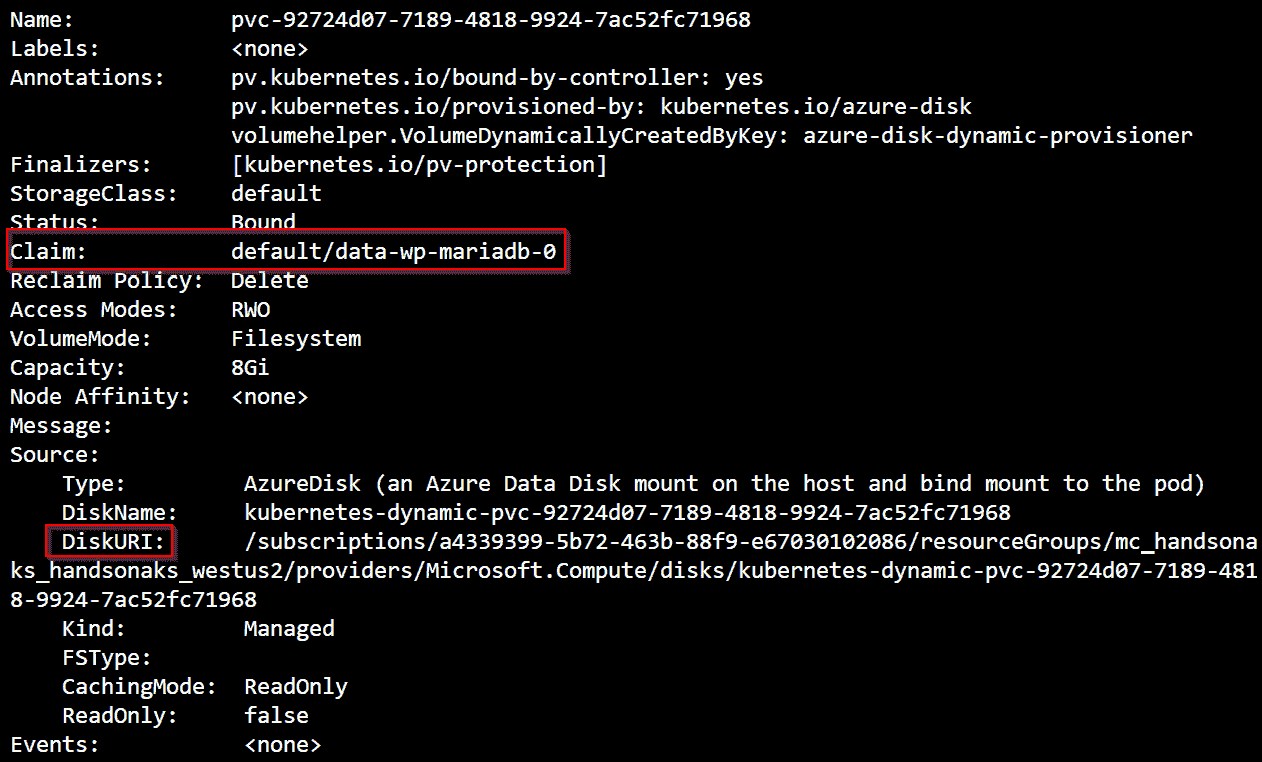 Name: pvc-92724d07-7189-4818-9924-7ac52fc71968
Labels: <none>
Annotations: pv.kubernetes.io/bound-by-controller: yes
pv.kubernetes.io/provisioned-by: kubernetes.io/azure-disk
volumehelper.VolumeDynamicallyCreatedByKey: azure-disk-dynamic-provisioner
Finalizers: [kubernetes.io/pv-protection]
StorageClass: default
Status: Bound
Claim: default/data-wp-mariadb-0
Reclaim Policy: Delete
Access Modes: RWO
VolumeMode: Filesystem
Capacity: 8Gi
Node Affinity: <none>
Message:
Source:
Type: AzureDisk (an Azure Data Disk mount on the host and bind mount to the pod)
DiskName: kubernetes-dynamic-pvc-92724d07-7189-4818-9924-7ac52fc71968
DiskURI: /subscriptions/a4339399-5b72-463b-88f9-e67030102086/resourceGroups/mc_handsona
ks_handsonaks_westus2/providers/Microsoft.Compute/disks/kubernetes-dynamic-pvc-92724d07-7189-481
8-9924-7ac52fc71968
Kind: Managed
FSType:
CachingMode: ReadOnly
ReadOnly: false
Events: <none>